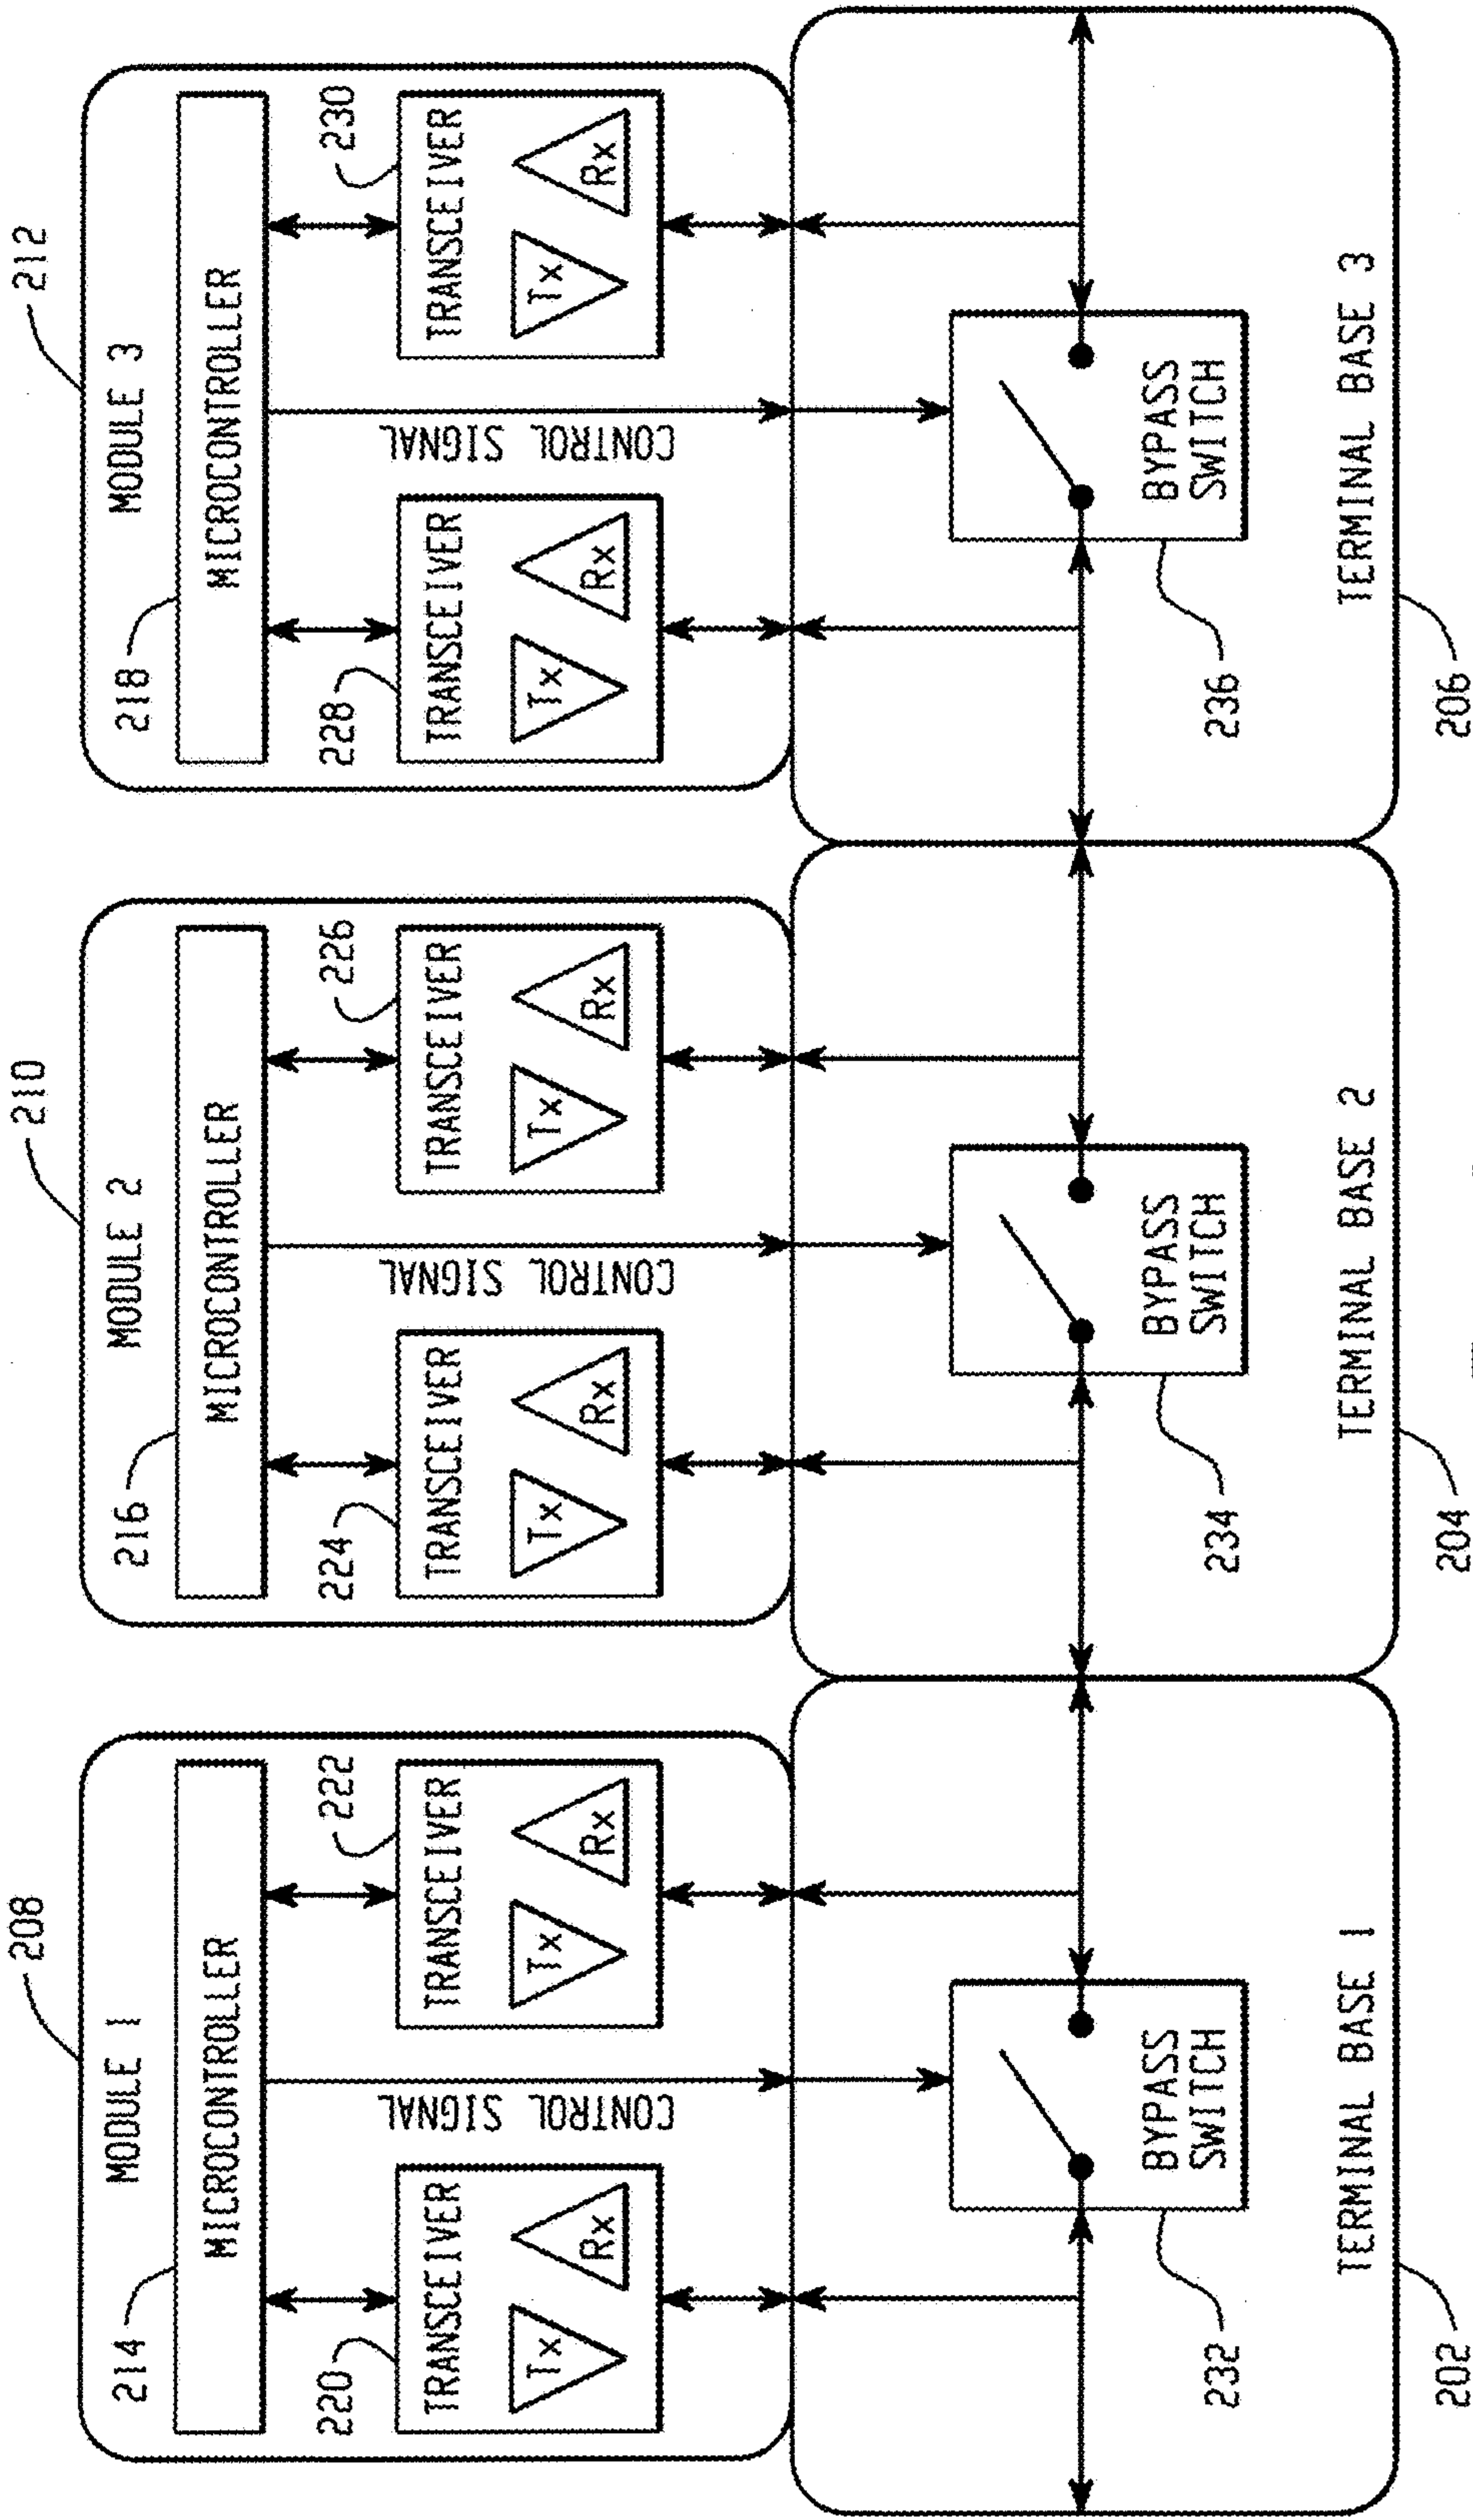 208
210
212
MODULE 1
MODULE 2
MODULE 3
214
216
218
MICROCONTROLLER
MICROCONTROLLER
MICROCONTROLLER
220
222
224
226
228
230
TRANSCEIVER
TRANSCEIVER
TRANSCEIVER
TRANSCEIVER
TRANSCEIVER
TRANSCEIVER
Tx
Rx
Tx
Rx
Tx
Rx
Tx
Rx
Tx
Rx
Tx
Rx
CONTROL SIGNAL
CONTROL SIGNAL
CONTROL SIGNAL
BYPASS
SWITCH
BYPASS
SWITCH
BYPASS
SWITCH
232
234
236
TERMINAL BASE 1
TERMINAL BASE 2
TERMINAL BASE 3
202
204
206